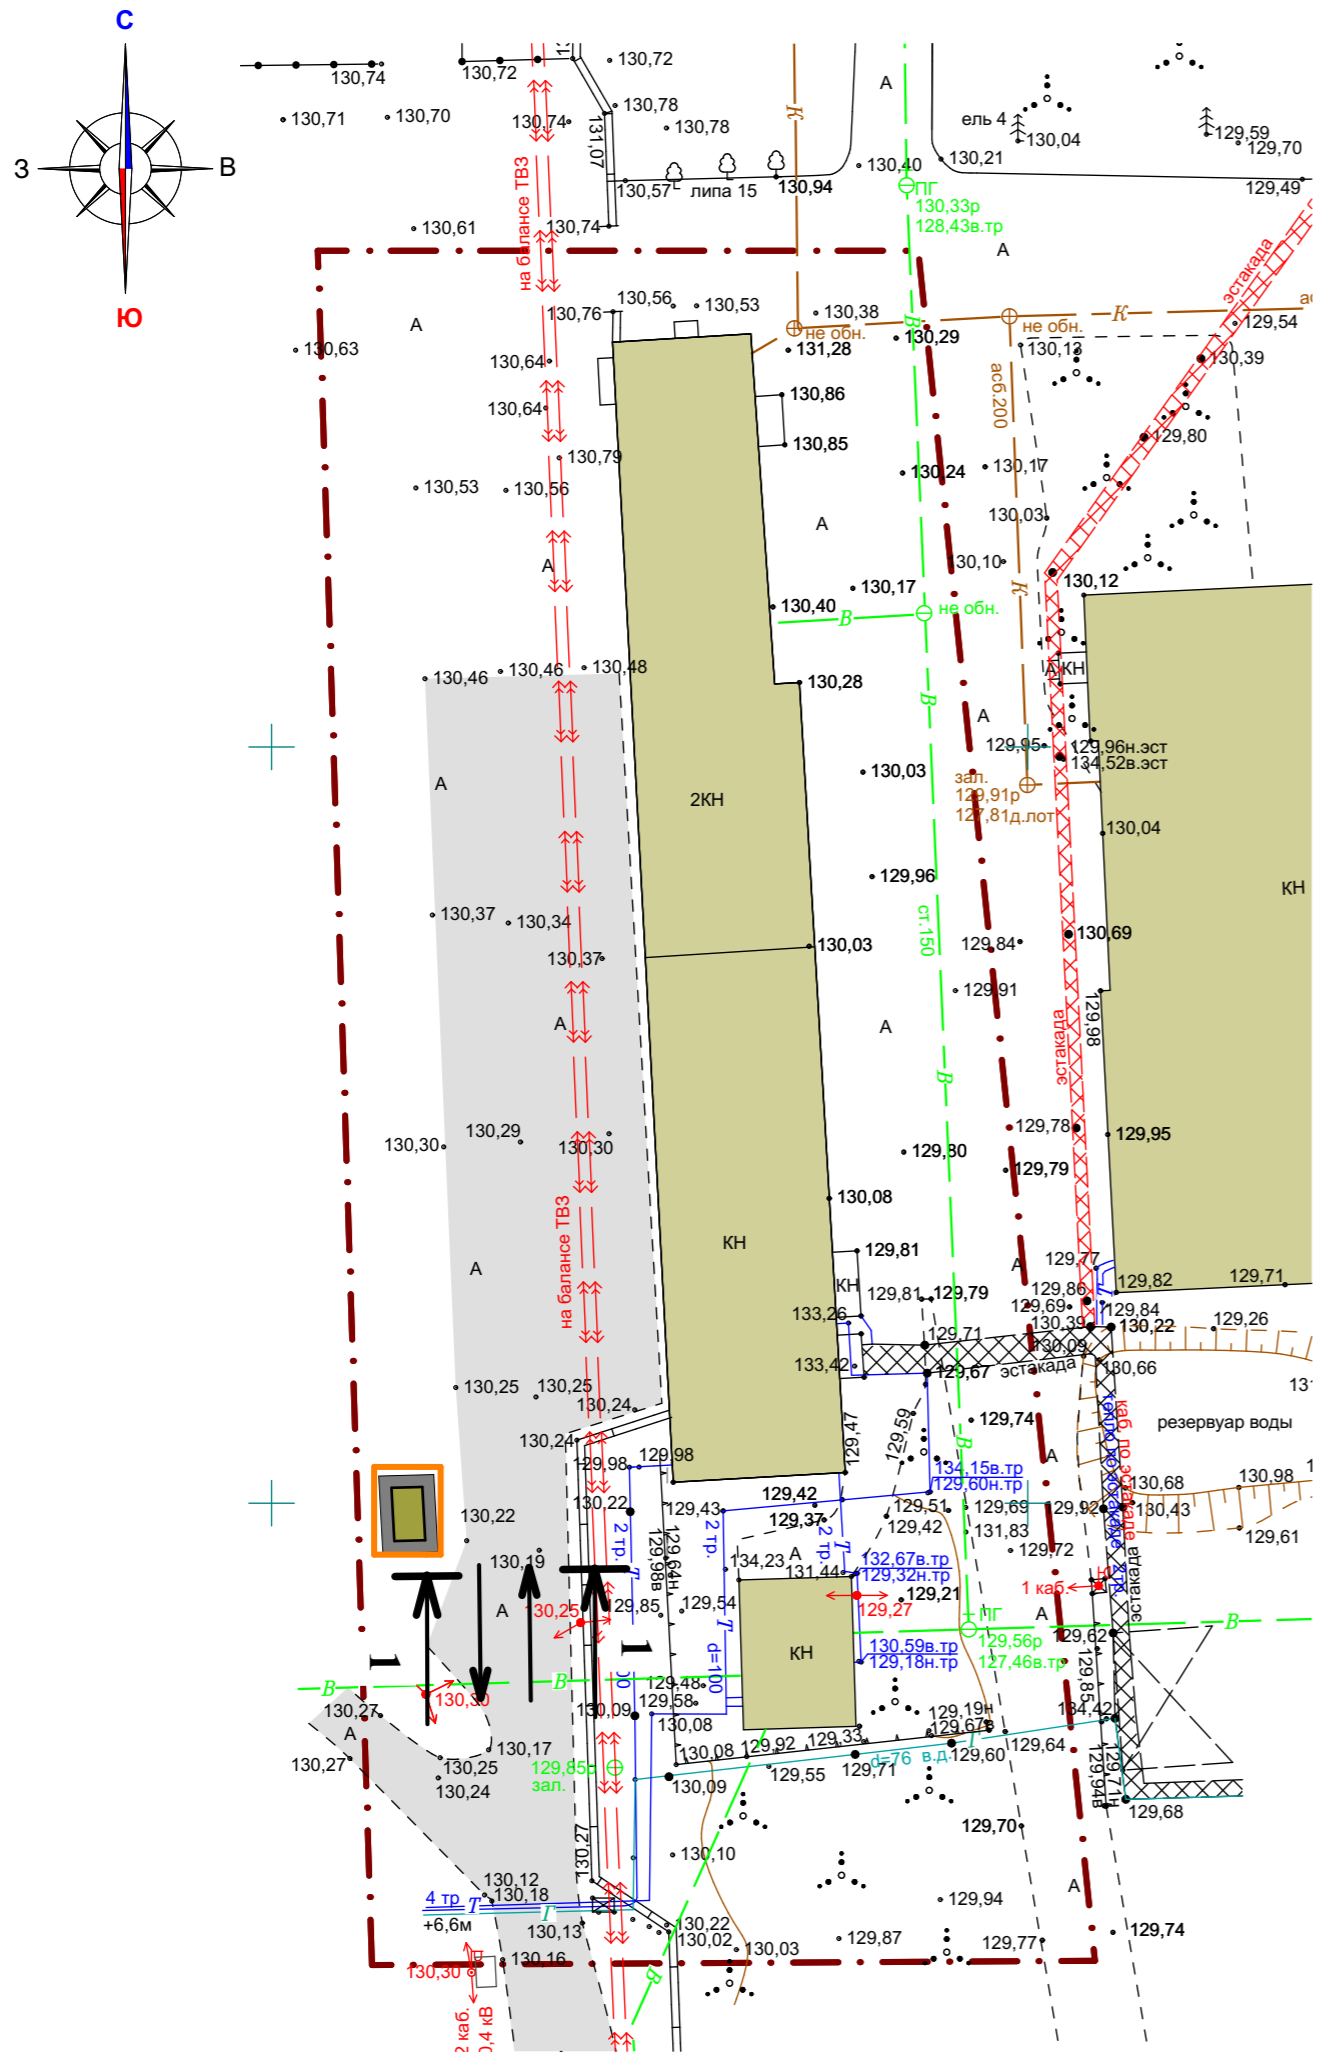 С
З
В
Ю
130,74
130,72
130,72
130,71
130,70
130,74
131,07
130,78
130,78
К
А
ель 4
130,04
129,59
129,70
130,57
липа 15
130,94
130,40
130,21
129,49
на балансе ТВЗ
130,61
130,74
ПГ
130,33р
128,43в.тр
А
эстакада
130,56
130,53
130,76
130,38
В
К
129,54
не обн.
не обн.
А
130,63
130,64
131,28
130,29
130,13
130,39
130,64
130,86
асб.200
130,79
130,85
129,80
130,53
130,56
130,24
130,17
А
130,03
А
130,10
К
130,17
130,12
130,40
В
не обн.
130,46
130,46
130,48
А
КН
130,28
В
А
129,95
129,96н.эст
134,52в.эст
А
2КН
130,03
зал.
129,91р
127,81д.лот
130,04
129,96
КН
130,37
130,34
ст.150
130,37
130,03
129,84
130,69
129,91
А
А
129,98
эстакада
В
130,30
130,29
130,30
129,80
129,78
129,95
129,79
на балансе ТВЗ
130,08
КН
А
129,81
А
129,77
КН
129,81
129,79
129,86
129,82
129,71
Т
133,26
129,69
129,84
130,39
130,22
129,26
129,71
130,09
133,42
129,67
эстакада
130,66
130,25
130,25
130,24
129,59
129,74
резервуар воды
130,24
129,47
В
А
129,98
129,98
134,15в.тр
129,60н.тр
тепло по эстакаде
каб. по эстакаде
130,68
130,98
130,22
129,43
129,42
129,51
129,69
129,92
130,43
130,22
129,37
129,42
131,83
129,61
2 тр.
2 тр.
2 тр.
129,98в
129,64н
130,19
134,23
А
Т
132,67в.тр
129,32н.тр
129,72
2тр.
эстакада
131,44
Т
1 каб.
А
130,25
129,54
129,21
129,27
А
ПГ
129,56р
127,46в.тр
129,62
В
1
1
Т
d=100
КН
130,59в.тр
129,18н.тр
129,85
В
130,30
В
129,48
129,58
130,27
130,09
130,08
129,19н
129,67в
134,42
А
130,27
130,17
130,25
130,08
129,92
129,33
Г
129,64
129,60
129,94в
129,71н
130,24
129,85р
зал.
130,09
129,55
129,71
d=76 в.д.
129,68
130,27
129,70
130,10
130,12
130,18
129,94
А
4 тр
Т
Г
+6,6м
130,13
130,22
130,02
130,03
129,87
129,77
129,74
130,30
130,16
В
2 каб.
0,4 кВ